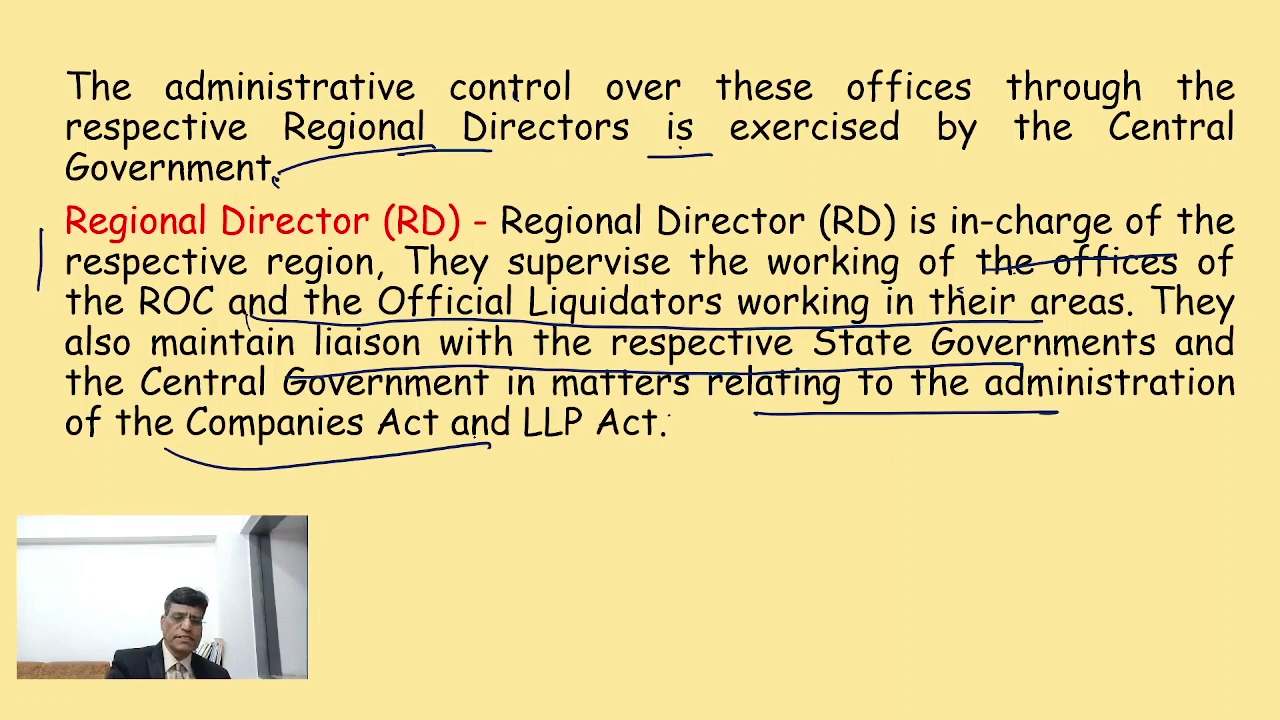 The administrative control over these offices through the
respective Regional Directors is exercised by the Central
Government.
Regional Director (RD) - Regional Director (RD) is in-charge of the
respective region, They supervise the working of the offices of
the ROC and the Official Liquidators working in their areas. They
also maintain liaison with the respective State Governments and
the Central Government in matters relating to the administration
of the Companies Act and LLP Act.